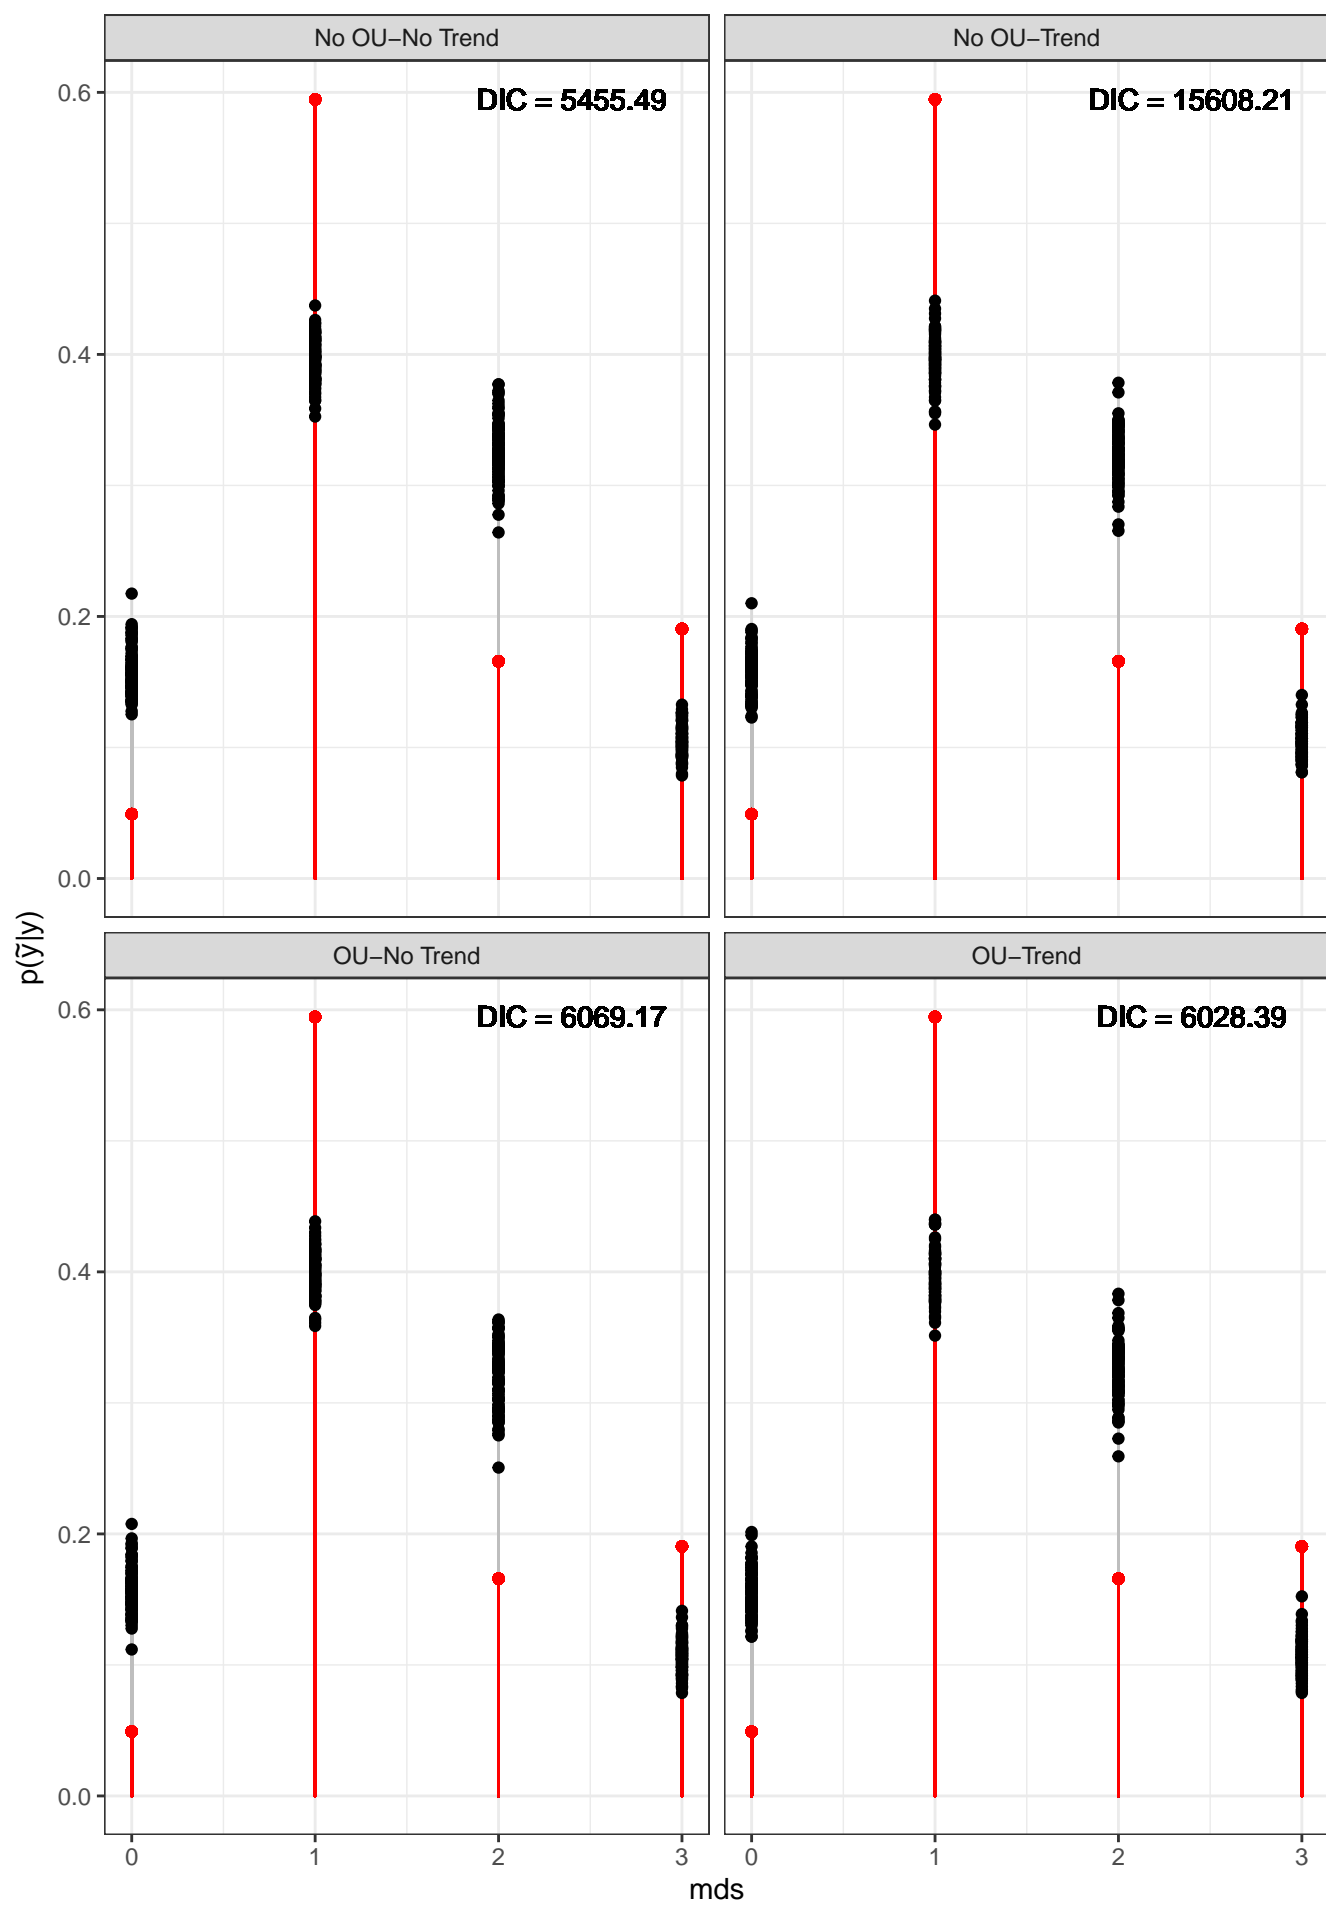 No OU–No Trend
No OU–Trend
DIC = 5455.49
DIC = 15608.21
0.6
0.4
0.2
0.0
OU–No Trend
OU–Trend
DIC = 6069.17
DIC = 6028.39
0.6
0.4
0.2
0.0
p(ỹ|y)
0 1 2 3
0 1 2 3
mds